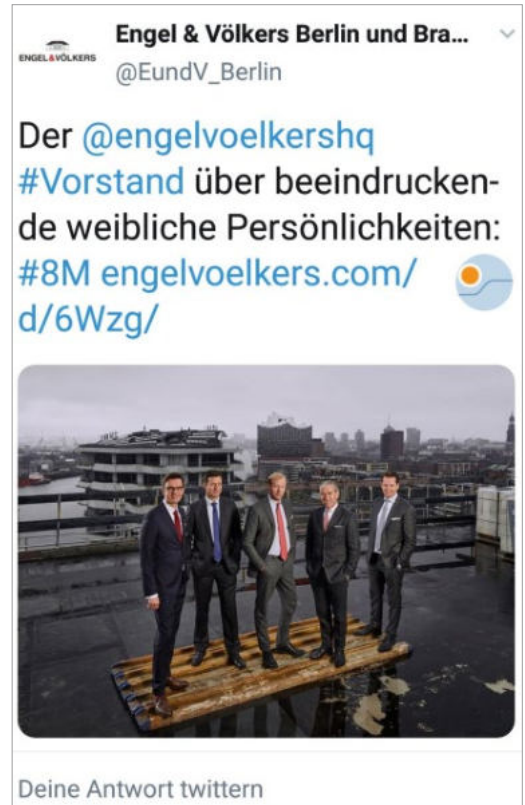 ENGEL&VÖLKERS
Engel & Völkers Berlin und Bra...
@EundV_Berlin
Der @engelvoelkershq
#Vorstand über beeindrucken-
de weibliche Persönlichkeiten:
#8M engelvoelkers.com/
d/6Wzg/
Deine Antwort twittern